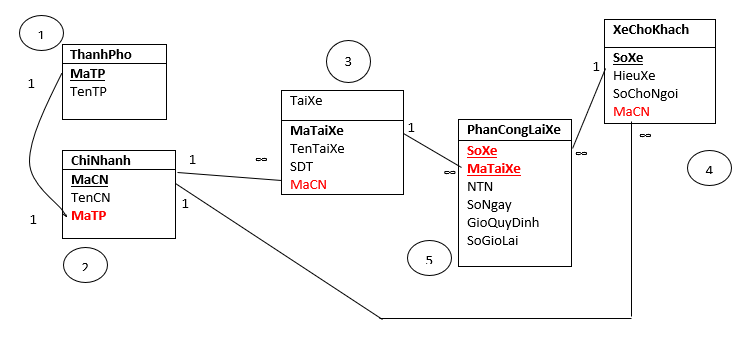 1
ThanhPho
MaTP
TenTP
1
1
ChiNhanh
MaCN
TenCN
MaTP
2
1
1
∞
3
TaiXe
MaTaiXe
TenTaiXe
SDT
MaCN
1
∞
PhanCongLaiXe
SoXe
MaTaiXe
NTN
SoNgay
GioQuyDinh
SoGioLai
5
∞
1
XeChoKhach
SoXe
HieuXe
SoChoNgoi
MaCN
∞
4